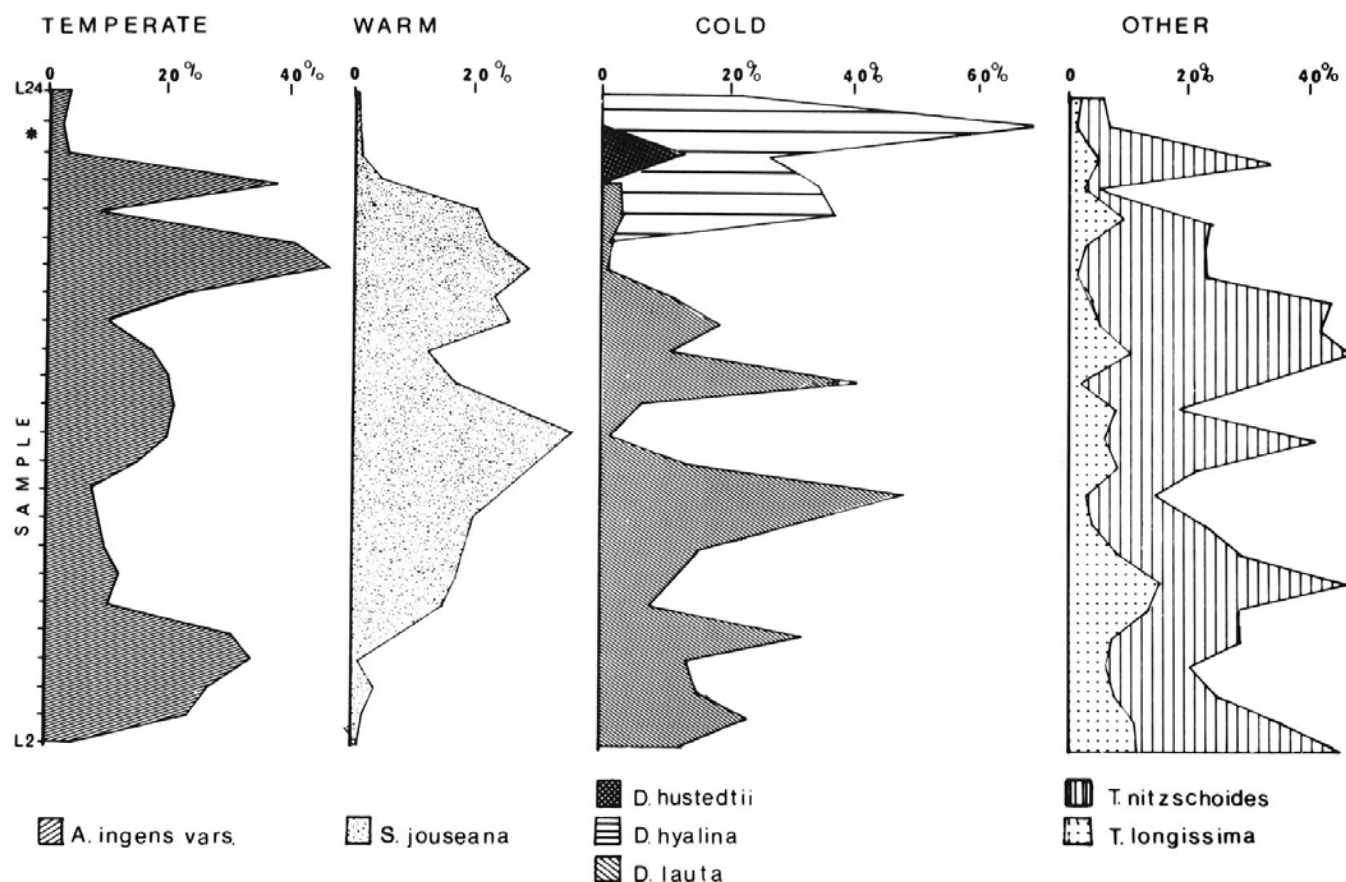 TEMPERATE WARM COLD OTHER
0 20% 40% 0 20% 0 20% 40% 60% 0 20% 40%
L24
*
SAMPLE
L2
A. ingens vars.
S. jouseana
D. hustedtii
D. hyalina
D. lauta
T. nitzschoides
T. longissima